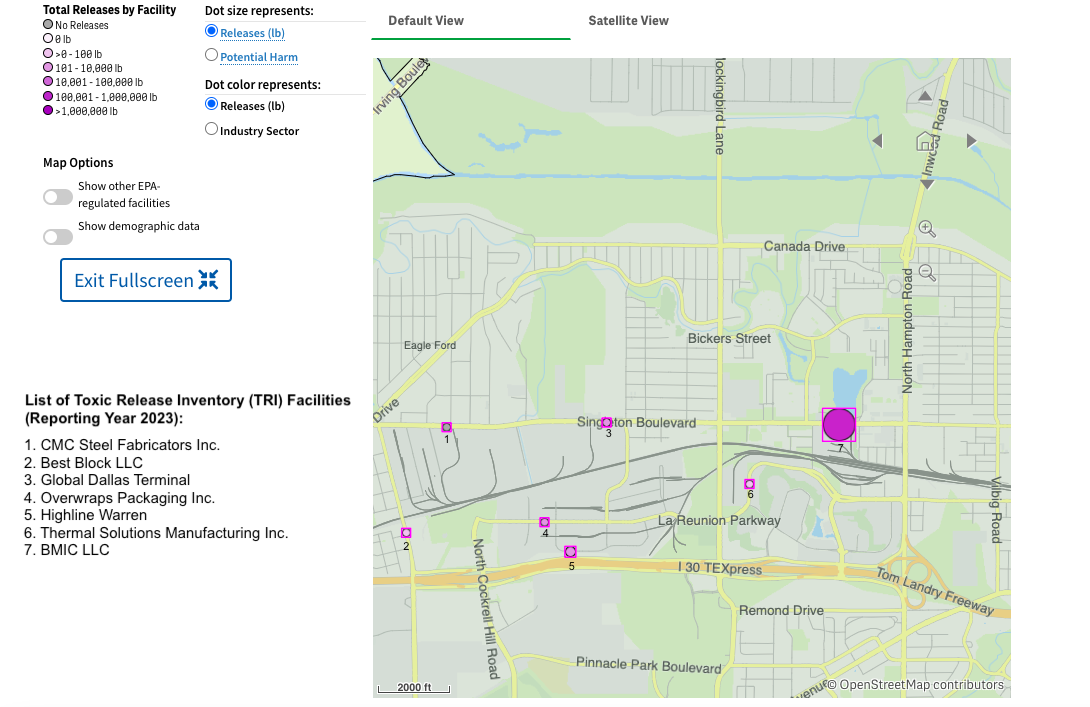 Total Releases by Facility
No Releases
0 lb
>0 - 100 lb
101 - 10,000 lb
10,001 - 100,000 lb
100,001 - 1,000,000 lb
>1,000,000 lb
Dot size represents:
Releases (lb)
Potential Harm
Dot color represents:
Releases (lb)
Industry Sector
Map Options
Show other EPA-
regulated facilities
Show demographic data
Exit Fullscreen
List of Toxic Release Inventory (TRI) Facilities
(Reporting Year 2023):
1. CMC Steel Fabricators Inc.
2. Best Block LLC
3. Global Dallas Terminal
4. Overwraps Packaging Inc.
5. Highline Warren
6. Thermal Solutions Manufacturing Inc.
7. BMIC LLC
Default View
Satellite View
Irving Boulev
ockingbird Lane
Inwood Road
Canada Drive
North Hampton Road
Bickers Street
Eagle Ford
Drive
Singleton Boulevard
1
3
7
6
Vilbig Road
La Reunion Parkway
4
2
5
North Cockrell Hill Road
I 30 TEXpress
Tom Landry Freeway
Remond Drive
Pinnacle Park Boulevard
venue
2000 ft
© OpenStreetMap contributors